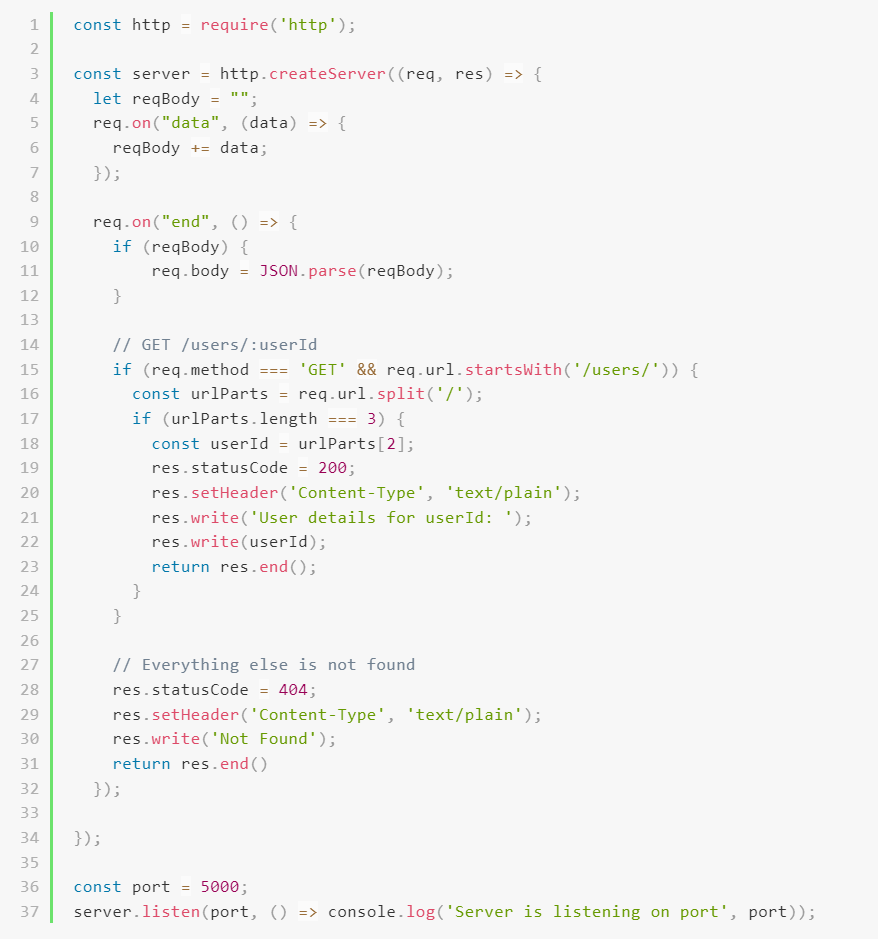 1 const http = require('http');
2
3 const server = http.createServer((req, res) => {
4   let reqBody = "";
5   req.on("data", (data) => {
6     reqBody += data;
7   });
8
9   req.on("end", () => {
10     if (reqBody) {
11         req.body = JSON.parse(reqBody);
12     }
13
14     // GET /users/:userId
15     if (req.method === 'GET' && req.url.startsWith('/users/')) {
16       const urlParts = req.url.split('/');
17       if (urlParts.length === 3) {
18         const userId = urlParts[2];
19         res.statusCode = 200;
20         res.setHeader('Content-Type', 'text/plain');
21         res.write('User details for userId: ');
22         res.write(userId);
23         return res.end();
24       }
25     }
26
27     // Everything else is not found
28     res.statusCode = 404;
29     res.setHeader('Content-Type', 'text/plain');
30     res.write('Not Found');
31     return res.end()
32   });
33
34 });
35
36 const port = 5000;
37 server.listen(port, () => console.log('Server is listening on port', port));